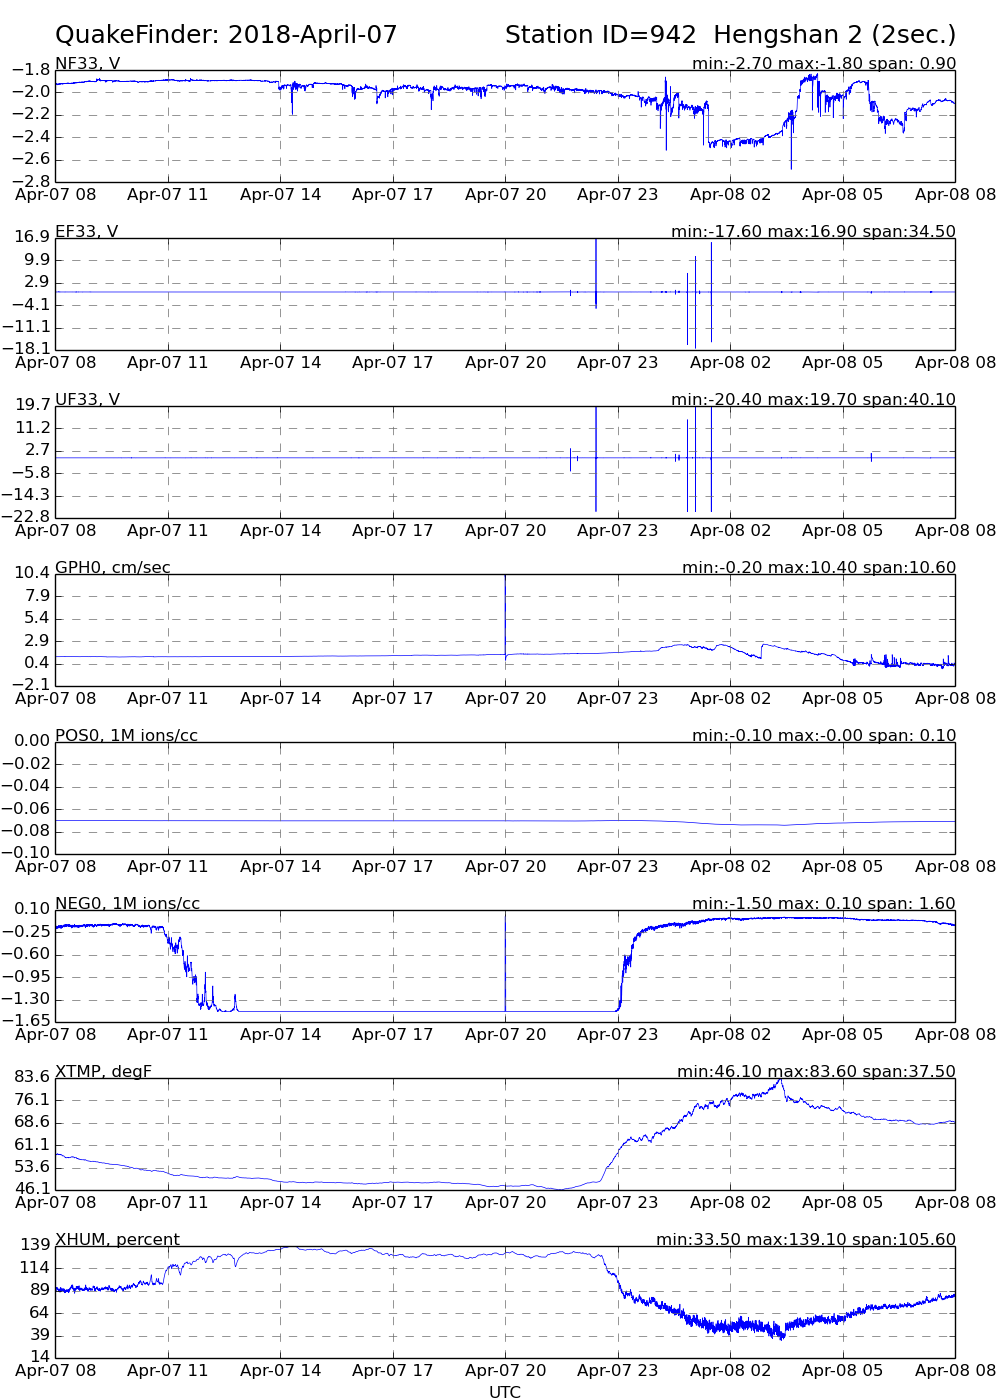 QuakeFinder: 2018-April-07 Station ID=942 Hengshan 2 (2sec.)
NF33, V min:-2.70 max:-1.80 span: 0.90
−1.8
−2.0
−2.2
−2.4
−2.6
−2.8
Apr-07 08 Apr-07 11 Apr-07 14 Apr-07 17 Apr-07 20 Apr-07 23 Apr-08 02 Apr-08 05 Apr-08 08
EF33, V min:-17.60 max:16.90 span:34.50
16.9
9.9
2.9
−4.1
−11.1
−18.1
Apr-07 08 Apr-07 11 Apr-07 14 Apr-07 17 Apr-07 20 Apr-07 23 Apr-08 02 Apr-08 05 Apr-08 08
UF33, V min:-20.40 max:19.70 span:40.10
19.7
11.2
2.7
−5.8
−14.3
−22.8
Apr-07 08 Apr-07 11 Apr-07 14 Apr-07 17 Apr-07 20 Apr-07 23 Apr-08 02 Apr-08 05 Apr-08 08
GPH0, cm/sec min:-0.20 max:10.40 span:10.60
10.4
7.9
5.4
2.9
0.4
−2.1
Apr-07 08 Apr-07 11 Apr-07 14 Apr-07 17 Apr-07 20 Apr-07 23 Apr-08 02 Apr-08 05 Apr-08 08
POS0, 1M ions/cc min:-0.10 max:-0.00 span: 0.10
0.00
−0.02
−0.04
−0.06
−0.08
−0.10
Apr-07 08 Apr-07 11 Apr-07 14 Apr-07 17 Apr-07 20 Apr-07 23 Apr-08 02 Apr-08 05 Apr-08 08
NEG0, 1M ions/cc min:-1.50 max: 0.10 span: 1.60
0.10
−0.25
−0.60
−0.95
−1.30
−1.65
Apr-07 08 Apr-07 11 Apr-07 14 Apr-07 17 Apr-07 20 Apr-07 23 Apr-08 02 Apr-08 05 Apr-08 08
XTMP, degF min:46.10 max:83.60 span:37.50
83.6
76.1
68.6
61.1
53.6
46.1
Apr-07 08 Apr-07 11 Apr-07 14 Apr-07 17 Apr-07 20 Apr-07 23 Apr-08 02 Apr-08 05 Apr-08 08
XHUM, percent min:33.50 max:139.10 span:105.60
139
114
89
64
39
14
Apr-07 08 Apr-07 11 Apr-07 14 Apr-07 17 Apr-07 20 Apr-07 23 Apr-08 02 Apr-08 05 Apr-08 08
UTC